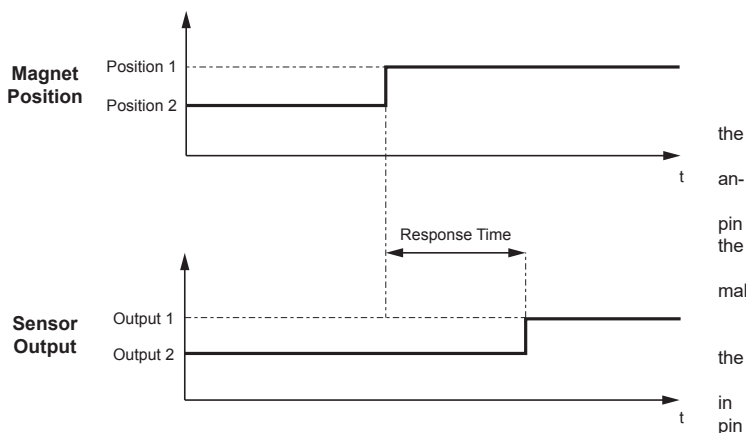 Magnet
Position
Position 1
Position 2
t
Response Time
Sensor
Output
Output 1
Output 2
t
the
an-
pin
the
mal
the
in
pin